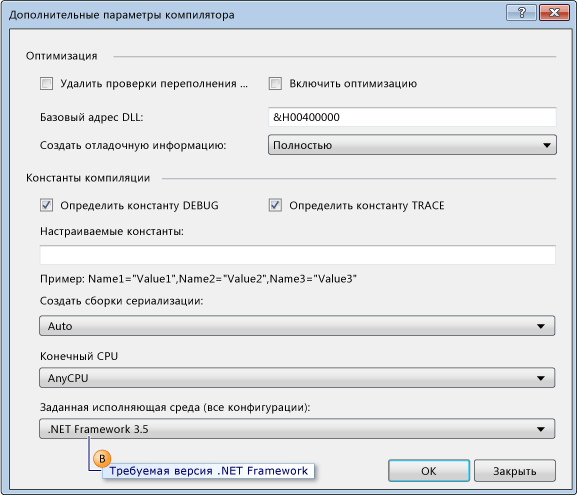 Дополнительные параметры компилятора
?
Оптимизация
Удалить проверки переполнения ...
Включить оптимизацию
Базовый адрес DLL:
&H00400000
Создать отладочную информацию:
Полностью
Константы компиляции
Определить константу DEBUG
Определить константу TRACE
Настраиваемые константы:
Пример: Name1="Value1",Name2="Value2",Name3="Value3"
Создать сборки сериализации:
Auto
Конечный CPU
AnyCPU
Заданная исполняющая среда (все конфигурации):
.NET Framework 3.5
B
Требуемая версия .NET Framework
OK
Закрыть